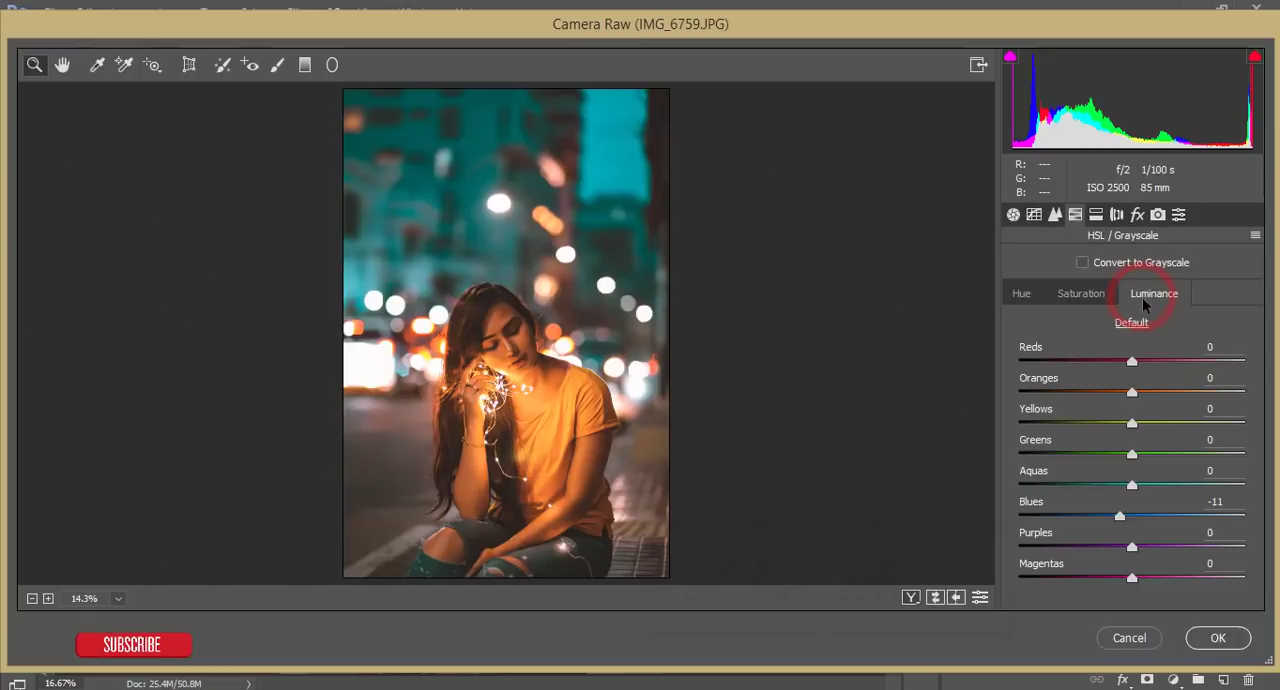 Camera Raw (IMG_6759.JPG)
R: ---
G: ---
B: ---
f/2 1/100 s
ISO 2500 85 mm
fx
HSL / Grayscale
Convert to Grayscale
Hue Saturation Luminance
Default
Reds 0
Oranges 0
Yellows 0
Greens 0
Aquas 0
Blues -11
Purples 0
Magentas 0
14.3%
Y
SUBSCRIBE
Cancel OK
16.67% Doc: 25.4M/50.8M
fx